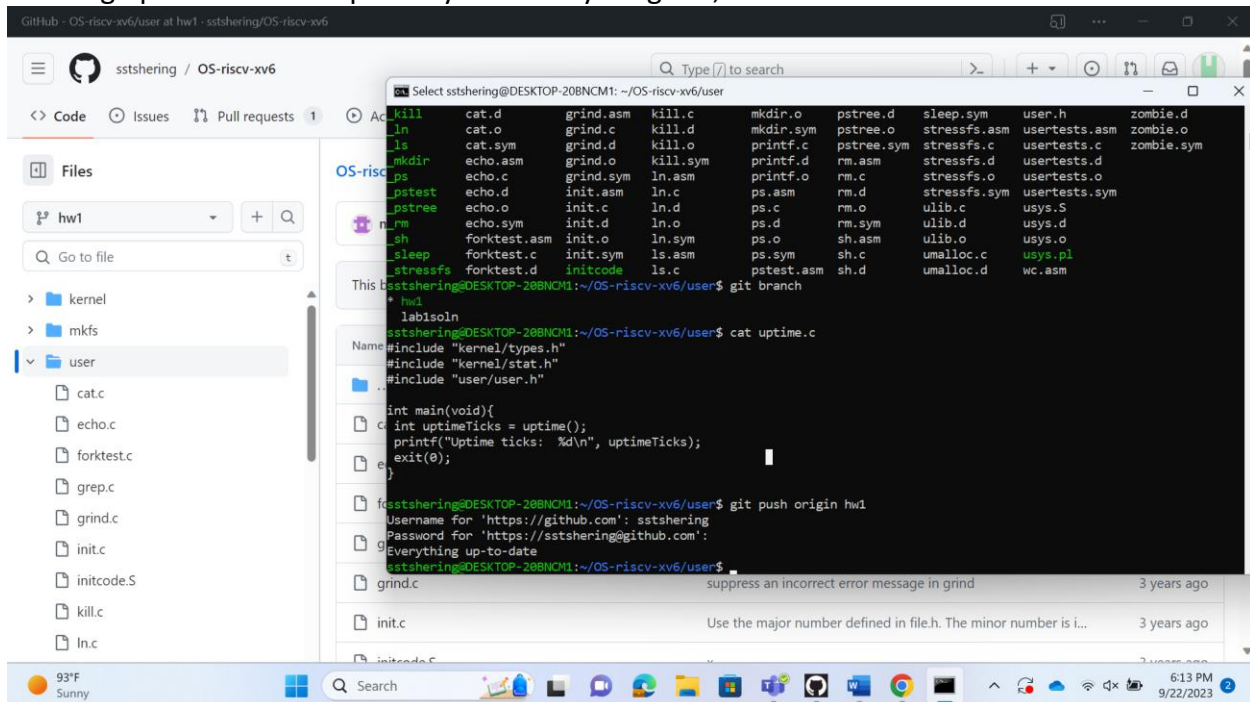 GitHub - OS-riscv-xv6/user at hw1 · sstshering/OS-riscv-xv6
sstshering / OS-riscv-xv6
Type [/] to search
<> Code Issues Pull requests 1
Files
hw1
Go to file t
kernel
mkfs
user
cat.c
echo.c
forktest.c
grep.c
grind.c
init.c
initcode.S
kill.c
ln.c
OS-risc
This b
Name
Select sstshering@DESKTOP-20BNCM1: ~/OS-riscv-xv6/user
_kill cat.d grind.asm kill.c mkdir.o pstree.d sleep.sym user.h zombie.d
_ln cat.o grind.c kill.d mkdir.sym pstree.o stressfs.asm usertests.asm zombie.o
_ls cat.sym grind.d kill.o printf.c pstree.sym stressfs.c usertests.c zombie.sym
_mkdir echo.asm grind.o kill.sym printf.d rm.asm stressfs.d usertests.d
_ps echo.c grind.sym ln.asm printf.o rm.c stressfs.o usertests.o
_pstest echo.d init.asm ln.c ps.asm rm.d stressfs.sym usertests.sym
_pstree echo.o init.c ln.d ps.c rm.o ulib.c usys.S
_rm echo.sym init.d ln.o ps.d rm.sym ulib.d usys.d
_sh forktest.asm init.o ln.sym ps.o sh.asm ulib.o usys.o
_sleep forktest.c init.sym ls.asm ps.sym sh.c umalloc.c usys.pl
_stressfs forktest.d initcode ls.c pstest.asm sh.d umalloc.d wc.asm
sstshering@DESKTOP-20BNCM1:~/OS-riscv-xv6/user$ git branch
* hw1
lab1soln
sstshering@DESKTOP-20BNCM1:~/OS-riscv-xv6/user$ cat uptime.c
#include "kernel/types.h"
#include "kernel/stat.h"
#include "user/user.h"
int main(void){
int uptimeTicks = uptime();
printf("Uptime ticks:  %d\n", uptimeTicks);
exit(0);
}
sstshering@DESKTOP-20BNCM1:~/OS-riscv-xv6/user$ git push origin hw1
Username for 'https://github.com': sstshering
Password for 'https://sstshering@github.com':
Everything up-to-date
sstshering@DESKTOP-20BNCM1:~/OS-riscv-xv6/user$
grind.c suppress an incorrect error message in grind 3 years ago
init.c Use the major number defined in file.h. The minor number is i... 3 years ago
93°F
Sunny
Search
6:13 PM
9/22/2023
2